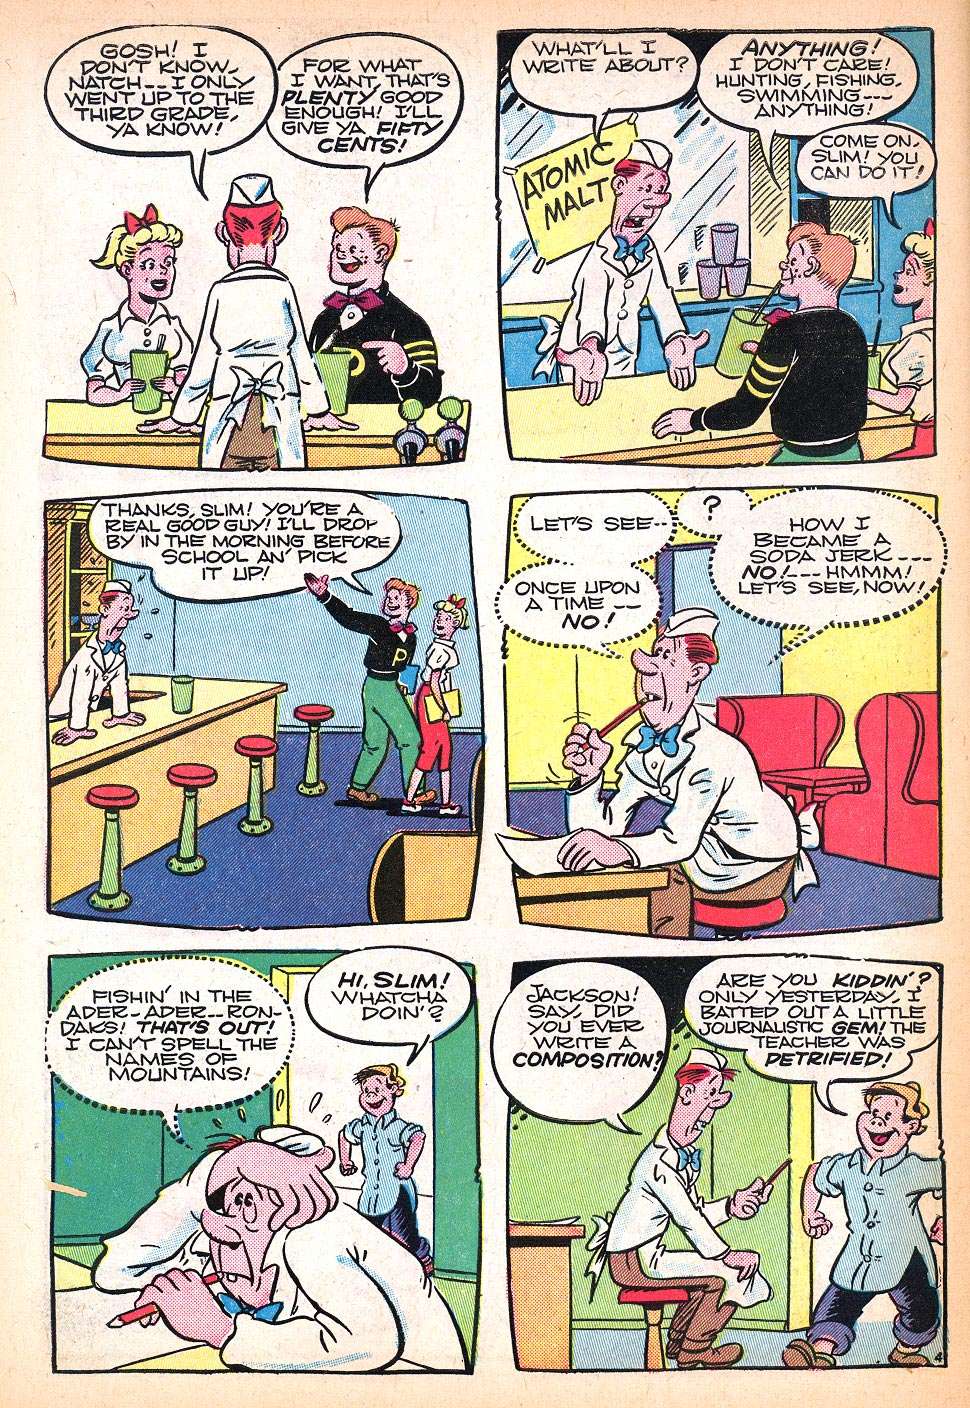 GOSH! I
DON'T KNOW,
NATCH-- I ONLY
WENT UP TO THE
THIRD GRADE,
YA KNOW!
FOR WHAT
I WANT, THAT'S
PLENTY GOOD
ENOUGH! I'LL
GIVE YA FIFTY
CENTS!
P
WHAT'LL I
WRITE ABOUT?
ANYTHING!
I DON'T CARE!
HUNTING, FISHING,
SWIMMING---
ANYTHING!
COME ON,
SLIM! YOU
CAN DO IT!
ATOMIC
MALT
THANKS, SLIM! YOU'RE A
REAL GOOD GUY! I'LL DROP
BY IN THE MORNING BEFORE
SCHOOL AN' PICK
IT UP!
P
LET'S SEE--
ONCE UPON
A TIME --
NO!
?
HOW I
BECAME A
SODA JERK ---
NO!---HMMM!
LET'S SEE, NOW!
FISHIN' IN THE
ADER-ADER--RON-
DAKS! THAT'S OUT!
I CAN'T SPELL THE
NAMES OF
MOUNTAINS!
HI, SLIM!
WHATCHA
DOIN'?
JACKSON!
SAY, DID
YOU EVER
WRITE A
COMPOSITION?
ARE YOU KIDDIN'?
ONLY YESTERDAY, I
BATTED OUT A LITTLE
JOURNALISTIC GEM! THE
TEACHER WAS
PETRIFIED!
4